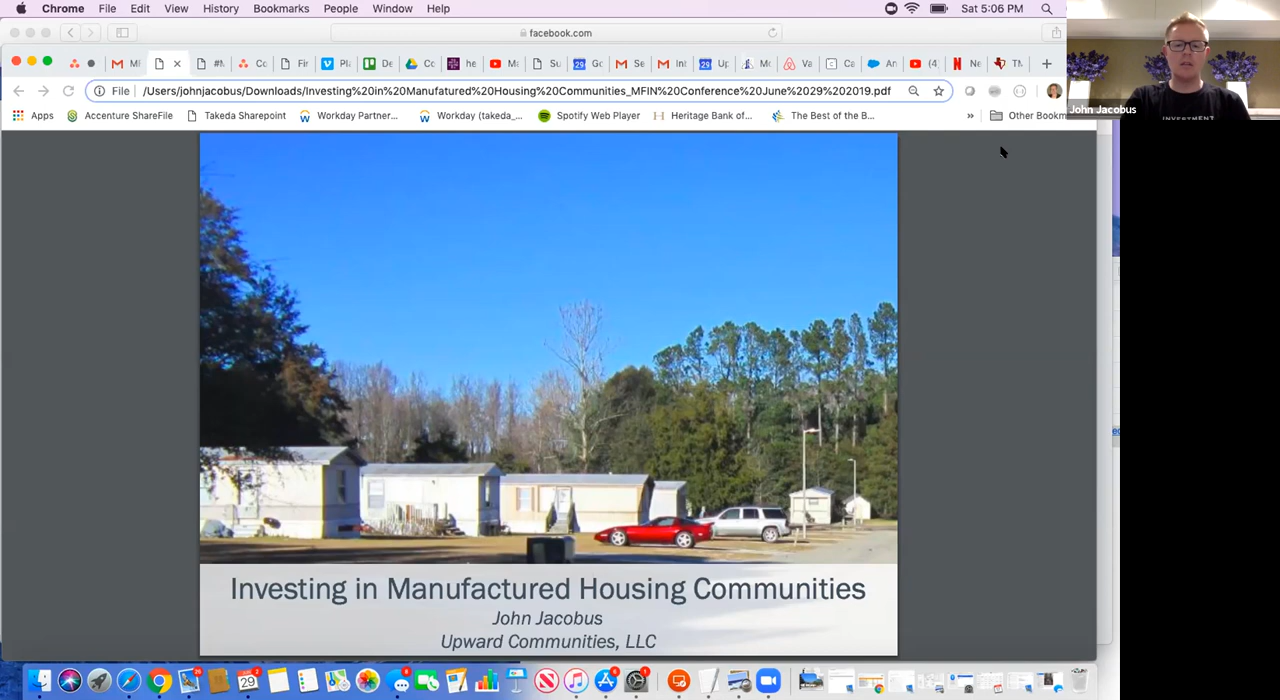 Chrome File Edit View History Bookmarks People Window Help Sat 5:06 PM
facebook.com
File /Users/johnjacobus/Downloads/Investing%20in%20Manufatured%20Housing%20Communities_MFIN%20Conference%20June%2029%202019.pdf
Apps Accenture ShareFile Takeda Sharepoint Workday Partner... Workday (takeda_... Spotify Web Player Heritage Bank of... The Best of the B... » Other Bookm
John Jacobus
INVESTMENT
Investing in Manufactured Housing Communities
John Jacobus
Upward Communities, LLC